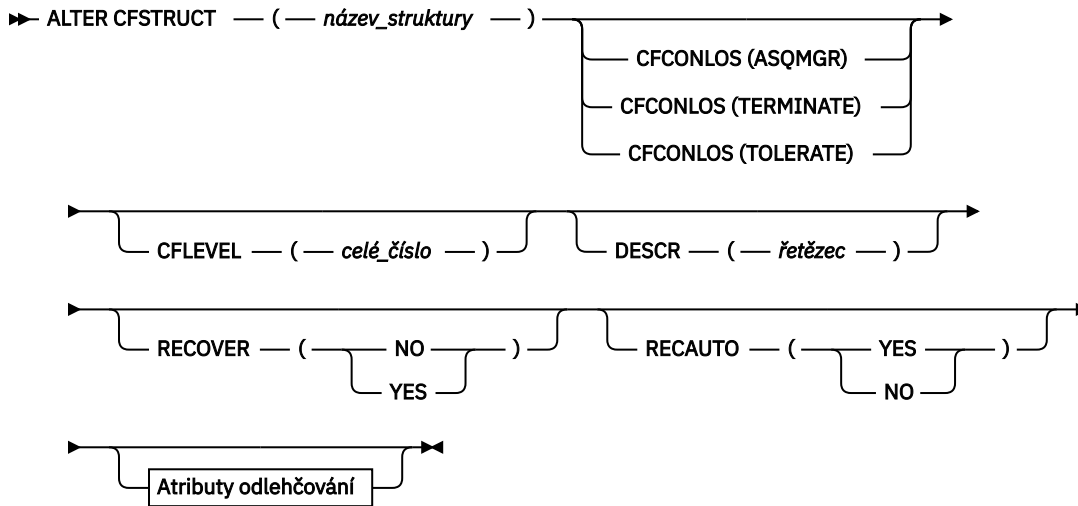 ALTER CFSTRUCT ( název_struktury )
CFCONLOS (ASQMGR)
CFCONLOS (TERMINATE)
CFCONLOS (TOLERATE)
CFLEVEL ( celé_číslo ) DESCR ( řetězec )
RECOVER ( NO ) RECAUTO ( YES )
YES NO
Atributy odlehčování